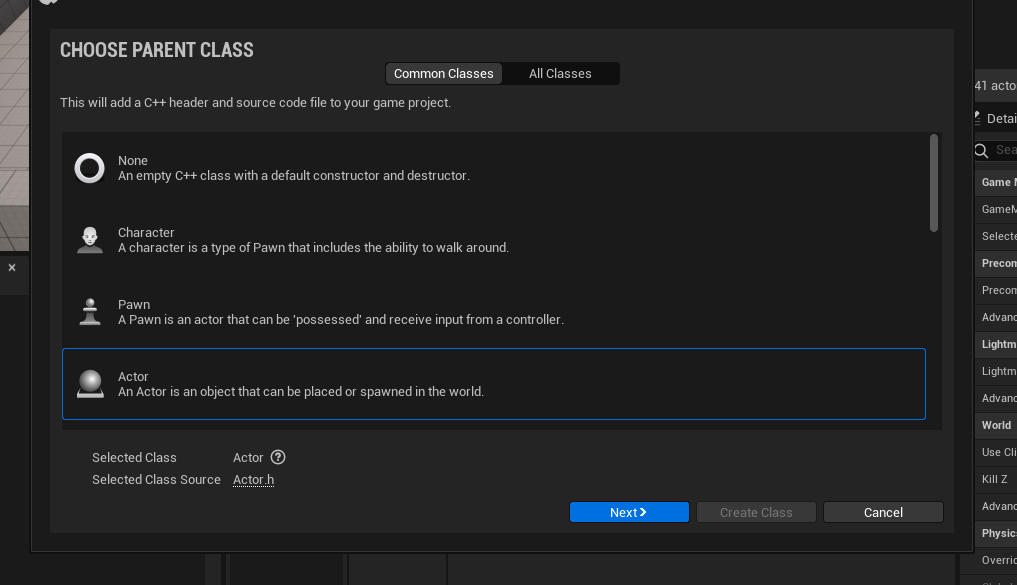 CHOOSE PARENT CLASS
Common Classes
All Classes
This will add a C++ header and source code file to your game project.
None
An empty C++ class with a default constructor and destructor.
Character
A character is a type of Pawn that includes the ability to walk around.
Pawn
A Pawn is an actor that can be 'possessed' and receive input from a controller.
Actor
An Actor is an object that can be placed or spawned in the world.
Selected Class
Actor
Selected Class Source
Actor.h
Next
Create Class
Cancel
41 acto
Detai
Sea
Game M
GameM
Selecte
Precom
Precom
Advanc
Lightm
Lightm
Advanc
World
Use Cli
Kill Z
Advanc
Physic
Overrid